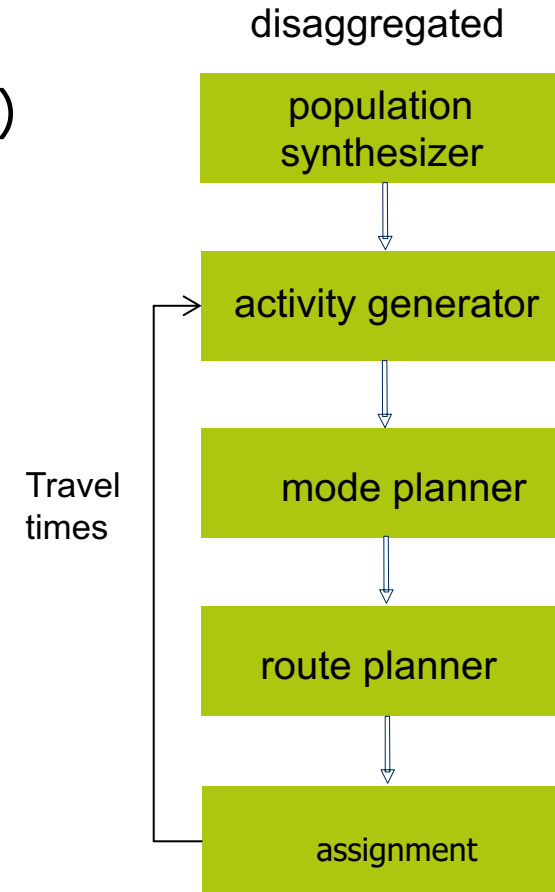 disaggregated
)
population
synthesizer
activity generator
Travel
times
mode planner
route planner
assignment